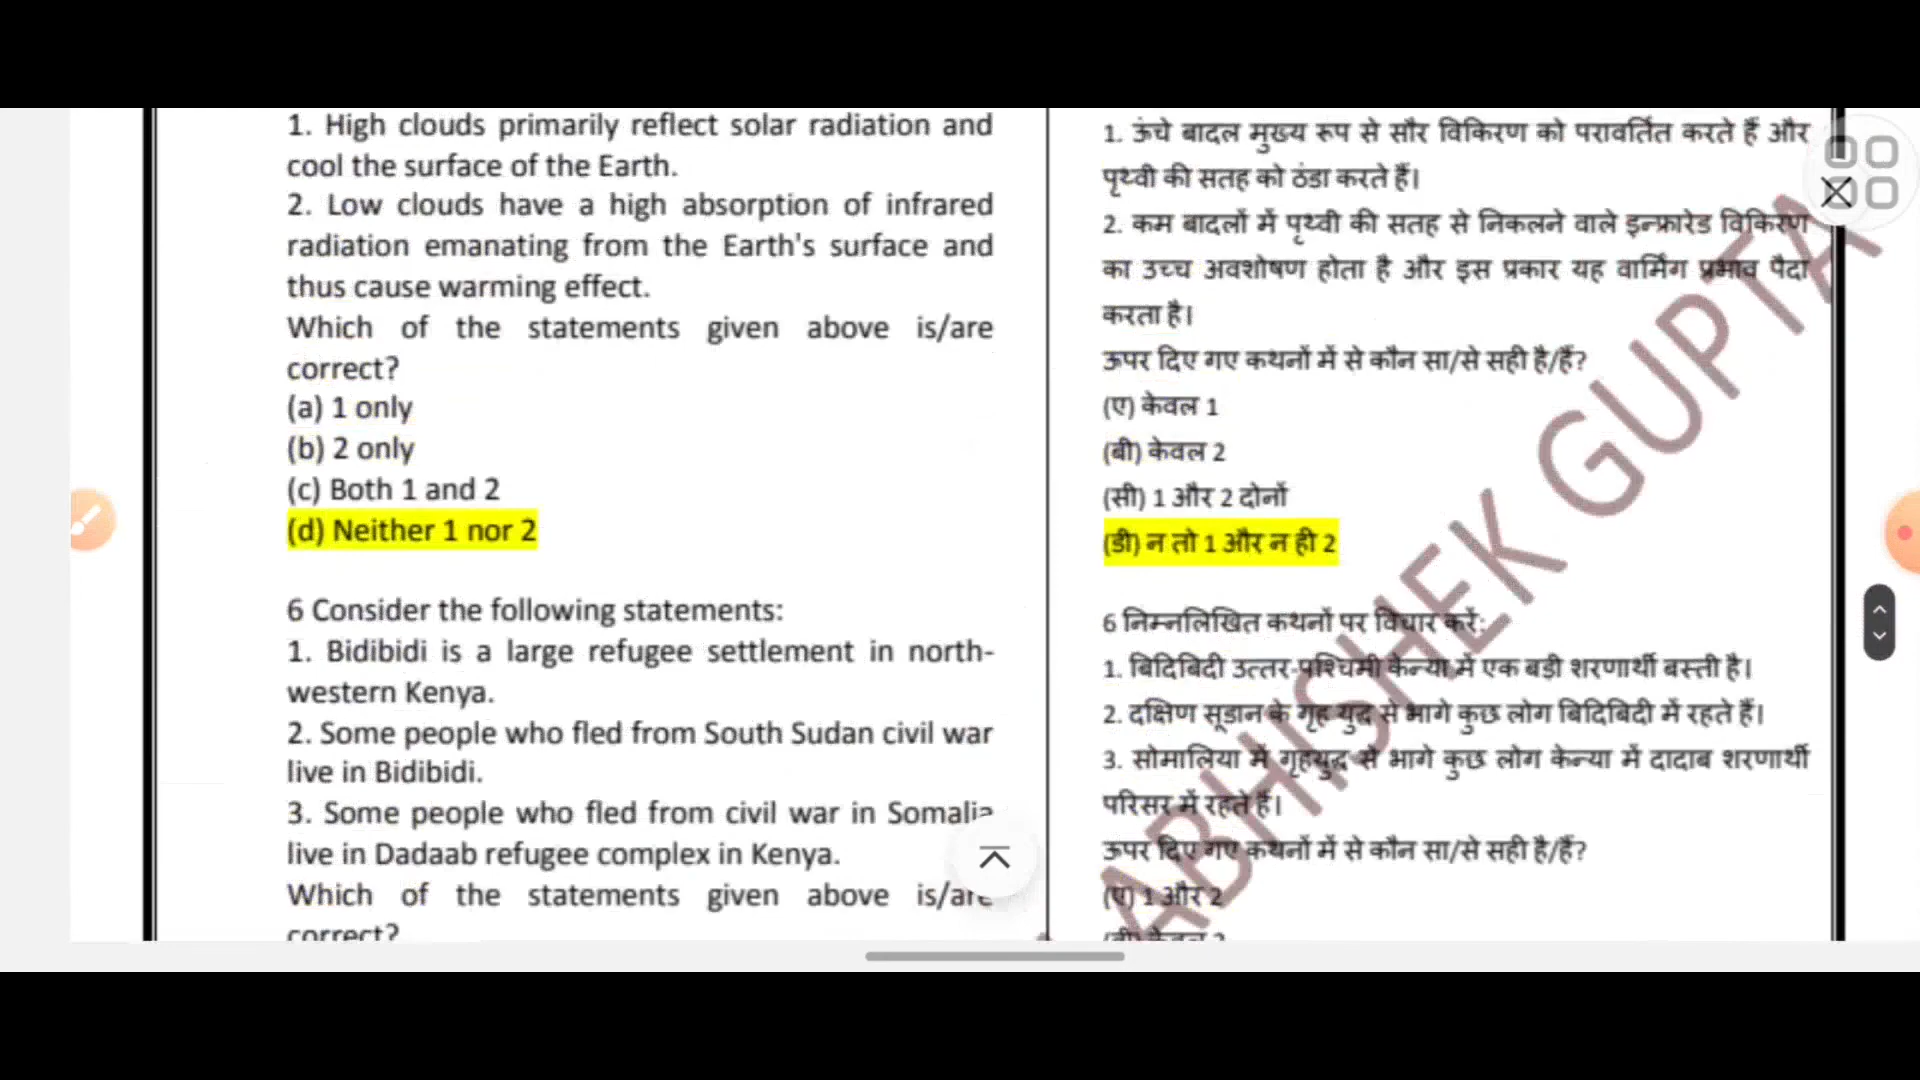 1. High clouds primarily reflect solar radiation and
cool the surface of the Earth.
2. Low clouds have a high absorption of infrared
radiation emanating from the Earth's surface and
thus cause warming effect.
Which of the statements given above is/are
correct?
(a) 1 only
(b) 2 only
(c) Both 1 and 2
(d) Neither 1 nor 2
6 Consider the following statements:
1. Bidibidi is a large refugee settlement in north-
western Kenya.
2. Some people who fled from South Sudan civil war
live in Bidibidi.
3. Some people who fled from civil war in Somalia
live in Dadaab refugee complex in Kenya.
Which of the statements given above is/are
correct?
1. ऊंचे बादल मुख्य रूप से सौर विकिरण को परावर्तित करते हैं और
पृथ्वी की सतह को ठंडा करते हैं।
2. कम बादलों में पृथ्वी की सतह से निकलने वाले इन्फ्रारेड विकिरण
का उच्च अवशोषण होता है और इस प्रकार यह वार्मिंग प्रभाव पैदा
करता है।
ऊपर दिए गए कथनों में से कौन सा/से सही है/हैं?
(ए) केवल 1
(बी) केवल 2
(सी) 1 और 2 दोनों
(डी) न तो 1 और न ही 2
6 निम्नलिखित कथनों पर विचार करें:
1. बिदिबिदी उत्तर-पश्चिमी केन्या में एक बड़ी शरणार्थी बस्ती है।
2. दक्षिण सूडान के गृह युद्ध से भागे कुछ लोग बिदिबिदी में रहते हैं।
3. सोमालिया में गृहयुद्ध से भागे कुछ लोग केन्या में दादाब शरणार्थी
परिसर में रहते हैं।
ऊपर दिए गए कथनों में से कौन सा/से सही है/हैं?
(ए) 1 और 2
ABHISHEK GUPTA